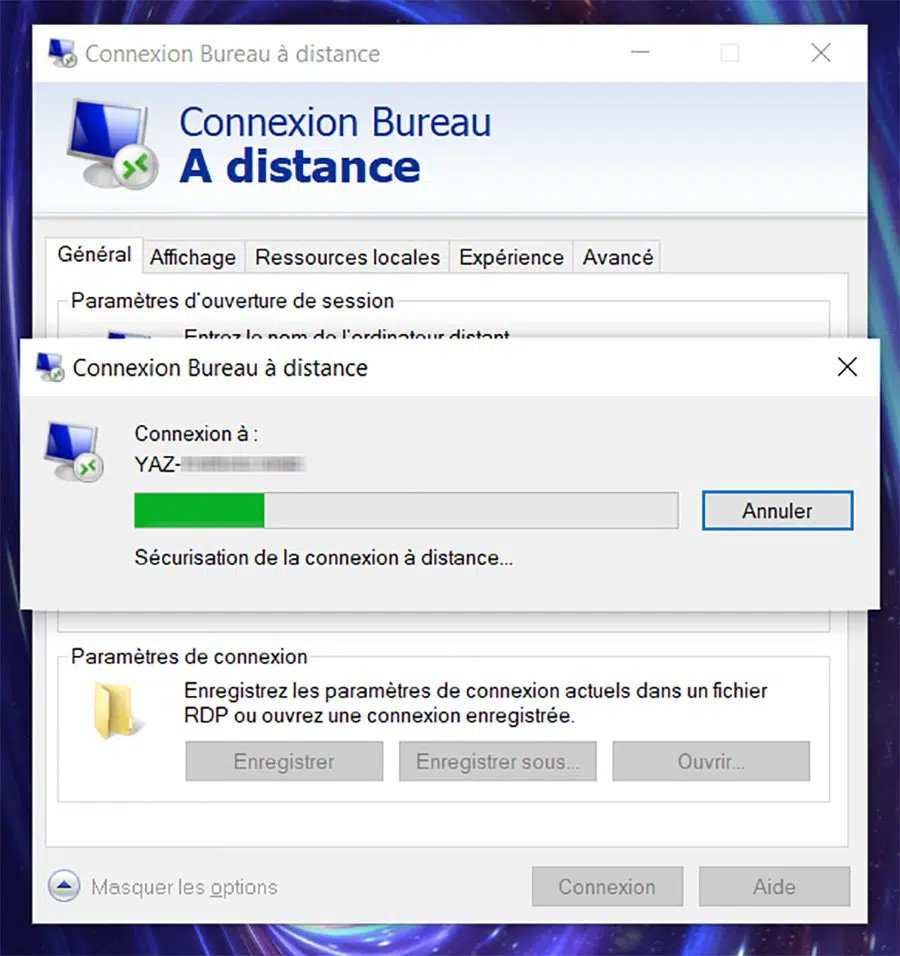 Connexion Bureau à distance
Connexion Bureau
A distance
Général Affichage Ressources locales Expérience Avancé
Paramètres d'ouverture de session
Entrez le nom de l'ordinateur distant
Connexion Bureau à distance
Connexion à :
YAZ-
Annuler
Sécurisation de la connexion à distance...
Paramètres de connexion
Enregistrez les paramètres de connexion actuels dans un fichier
RDP ou ouvrez une connexion enregistrée.
Enregistrer Enregistrer sous... Ouvrir...
Masquer les options Connexion Aide